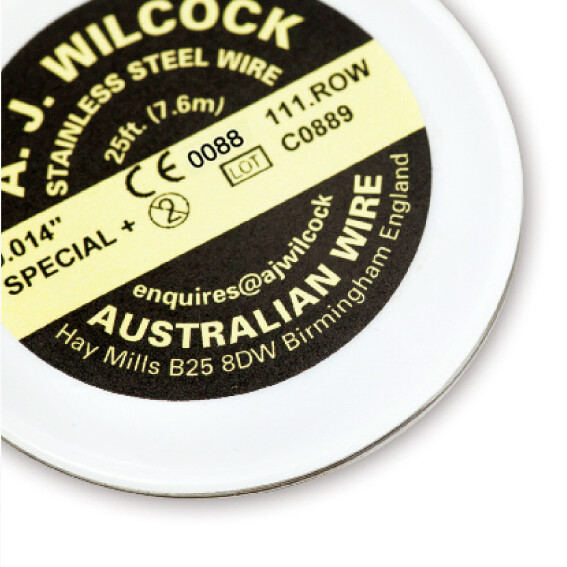 A. J. WILCOCK
STAINLESS STEEL WIRE
25ft. (7.6m)
CE 0088 111.ROW
LOT C0889
.014"
SPECIAL + 2
enquires@ajwilcock
AUSTRALIAN WIRE
Hay Mills B25 8DW Birmingham England